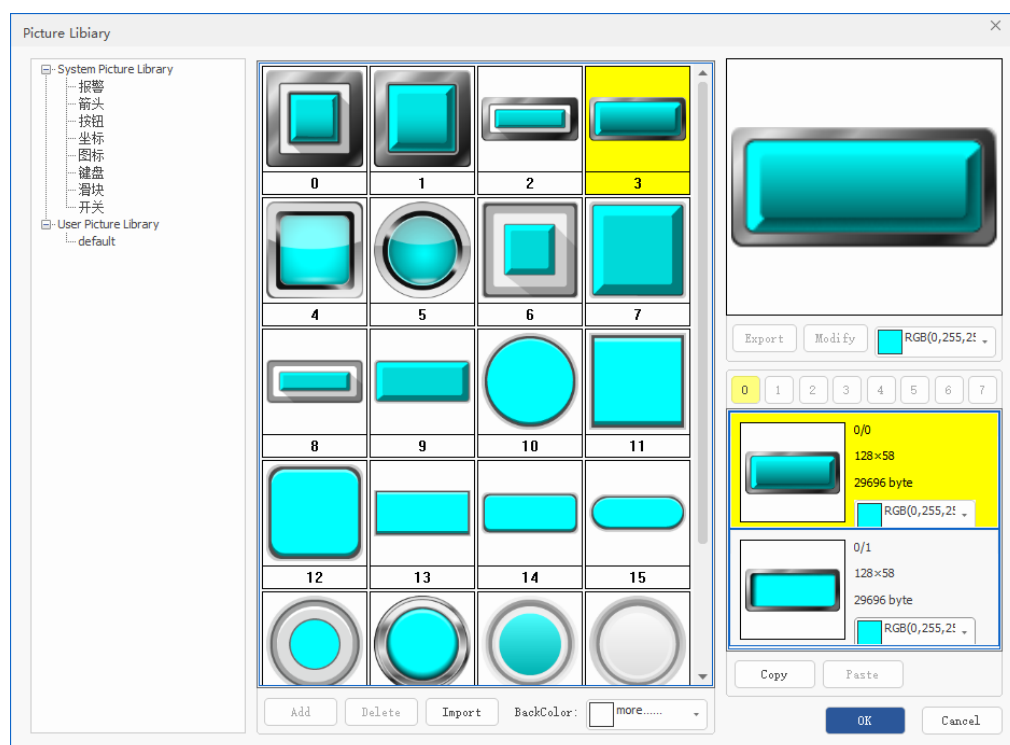 Picture Libiary
System Picture Library
报警
箭头
按钮
坐标
图标
键盘
滑块
开关
User Picture Library
default
0 1 2 3
4 5 6 7
8 9 10 11
12 13 14 15
Add Delete Import BackColor: more......
Export Modify RGB(0,255,25
0 1 2 3 4 5 6 7
0/0
128×58
29696 byte
RGB(0,255,25
0/1
128×58
29696 byte
RGB(0,255,25
Copy Paste
OK Cancel